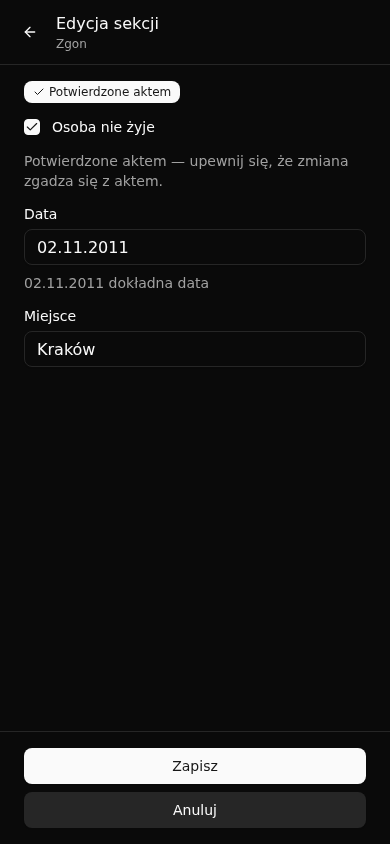 Edycja sekcji
Zgon
Potwierdzone aktem
Osoba nie żyje
Potwierdzone aktem — upewnij się, że zmiana
zgadza się z aktem.
Data
02.11.2011
02.11.2011 dokładna data
Miejsce
Kraków
Zapisz
Anuluj